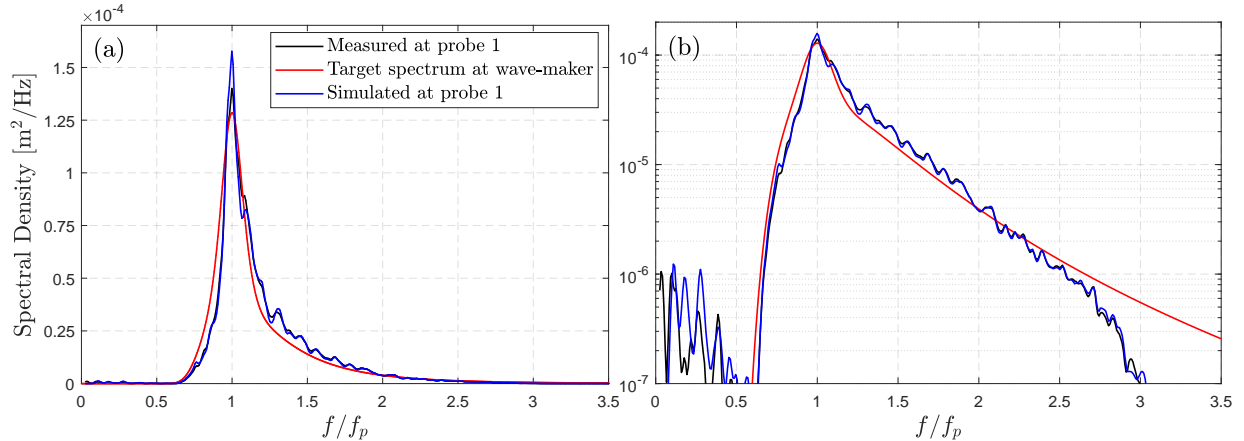 ×10⁻⁴
(a)
Measured at probe 1
Target spectrum at wave-maker
Simulated at probe 1
Spectral Density [m²/Hz]
1.5
1.25
1
0.75
0.5
0.25
0
0 0.5 1 1.5 2 2.5 3 3.5
f/f_p
(b)
10⁻⁴
10⁻⁵
10⁻⁶
10⁻⁷
0 0.5 1 1.5 2 2.5 3 3.5
f/f_p